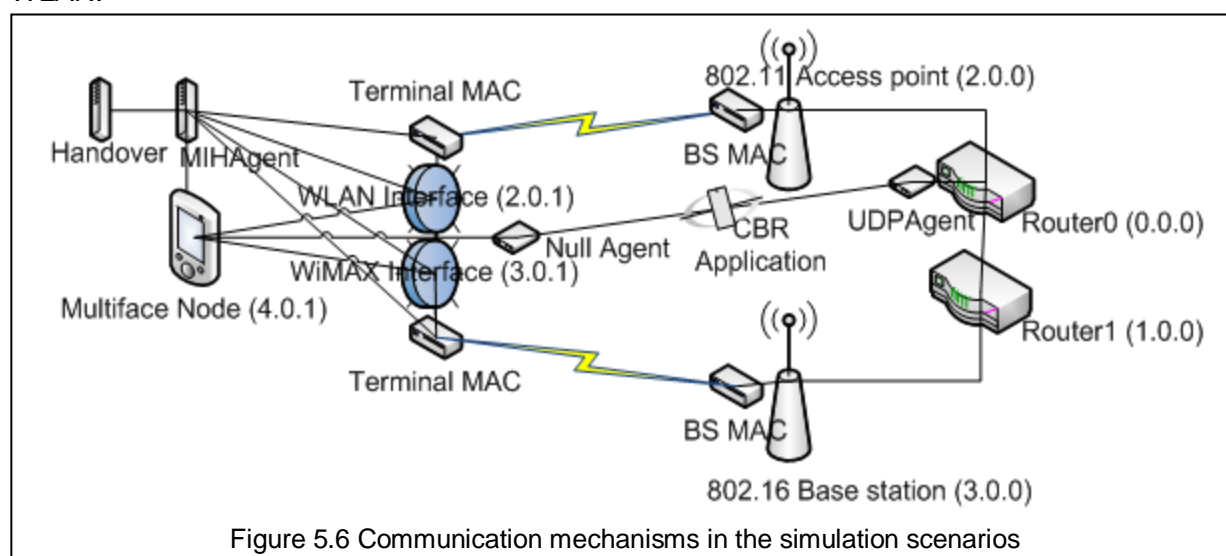 WLAN.
802.11 Access point (2.0.0)
Terminal MAC
Handover
MIHAgent
BS MAC
WLAN Interface (2.0.1)
UDPAgent
Router0 (0.0.0)
Null Agent
CBR
Application
WiMAX Interface (3.0.1)
Multiface Node (4.0.1)
Router1 (1.0.0)
Terminal MAC
BS MAC
802.16 Base station (3.0.0)
Figure 5.6 Communication mechanisms in the simulation scenarios